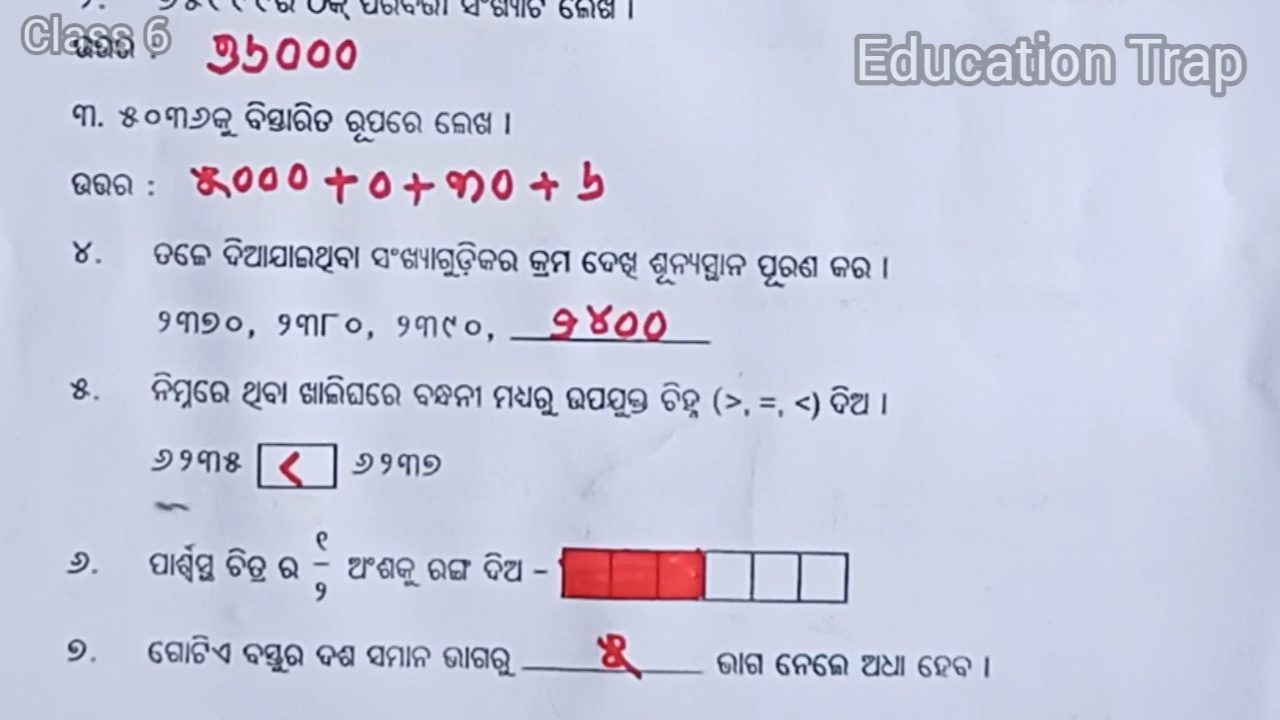 Class 6
Education Trap
ଠିକ୍ ପରବର୍ତ୍ତୀ ସଂଖ୍ୟାଟି ଲେଖ ।
ଉତ୍ତର :
୩. ୫୦୩୬କୁ ବିସ୍ତାରିତ ରୂପରେ ଲେଖ ।
ଉତ୍ତର : ୫୦୦୦ + ୦ + ୩୦ + ୬
୪. ତଳେ ଦିଆଯାଇଥିବା ସଂଖ୍ୟାଗୁଡ଼ିକର କ୍ରମ ଦେଖି ଶୂନ୍ୟସ୍ଥାନ ପୂରଣ କର ।
୨୩୭୦, ୨୩୮୦, ୨୩୯୦, ୨୪୦୦
୫. ନିମ୍ନରେ ଥିବା ଖାଲିଘରେ ବନ୍ଧନୀ ମଧ୍ୟରୁ ଉପଯୁକ୍ତ ଚିହ୍ନ (>, =, <) ଦିଅ ।
୬୨୩୫ < ୬୨୩୭
୬. ପାର୍ଶ୍ୱସ୍ଥ ଚିତ୍ର ର ୧/୨ ଅଂଶକୁ ରଙ୍ଗ ଦିଅ –
୭. ଗୋଟିଏ ବସ୍ତୁର ଦଶ ସମାନ ଭାଗରୁ ୫ ଭାଗ ନେଲେ ଅଧା ହେବ ।